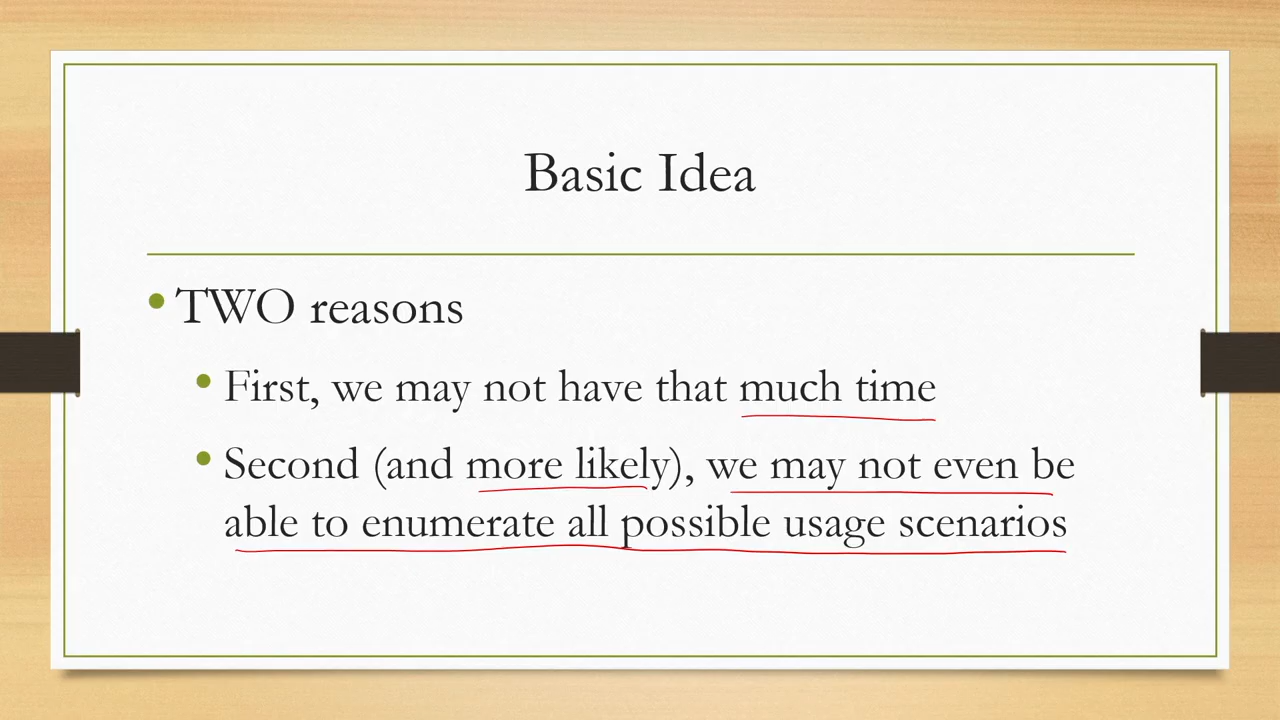 Basic Idea
• TWO reasons
• First, we may not have that much time
• Second (and more likely), we may not even be
able to enumerate all possible usage scenarios